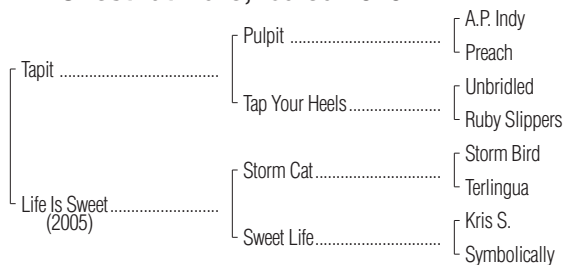 A.P. Indy
Pulpit
Preach
Tapit
Unbridled
Tap Your Heels
Ruby Slippers
Storm Bird
Storm Cat
Terlingua
Life Is Sweet
(2005)
Kris S.
Sweet Life
Symbolically